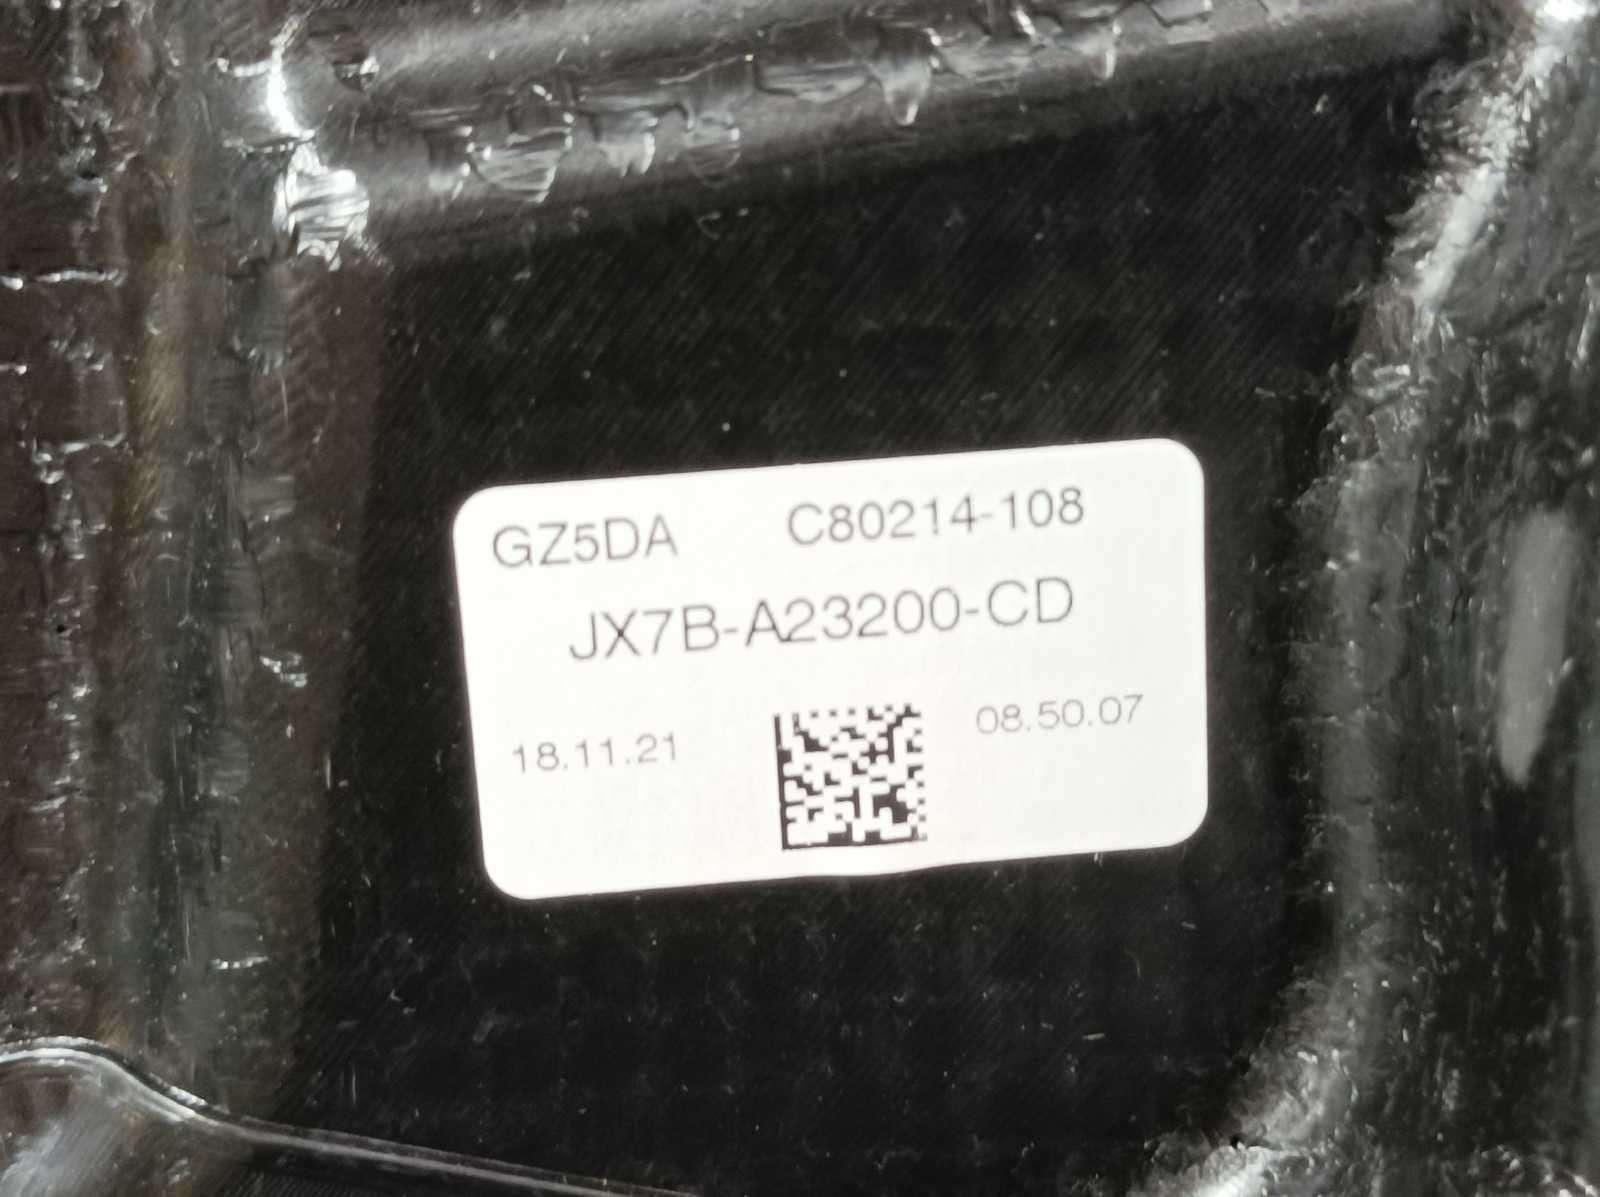 GZ5DA C80214-108
JX7B-A23200-CD
18.11.21 08.50.07